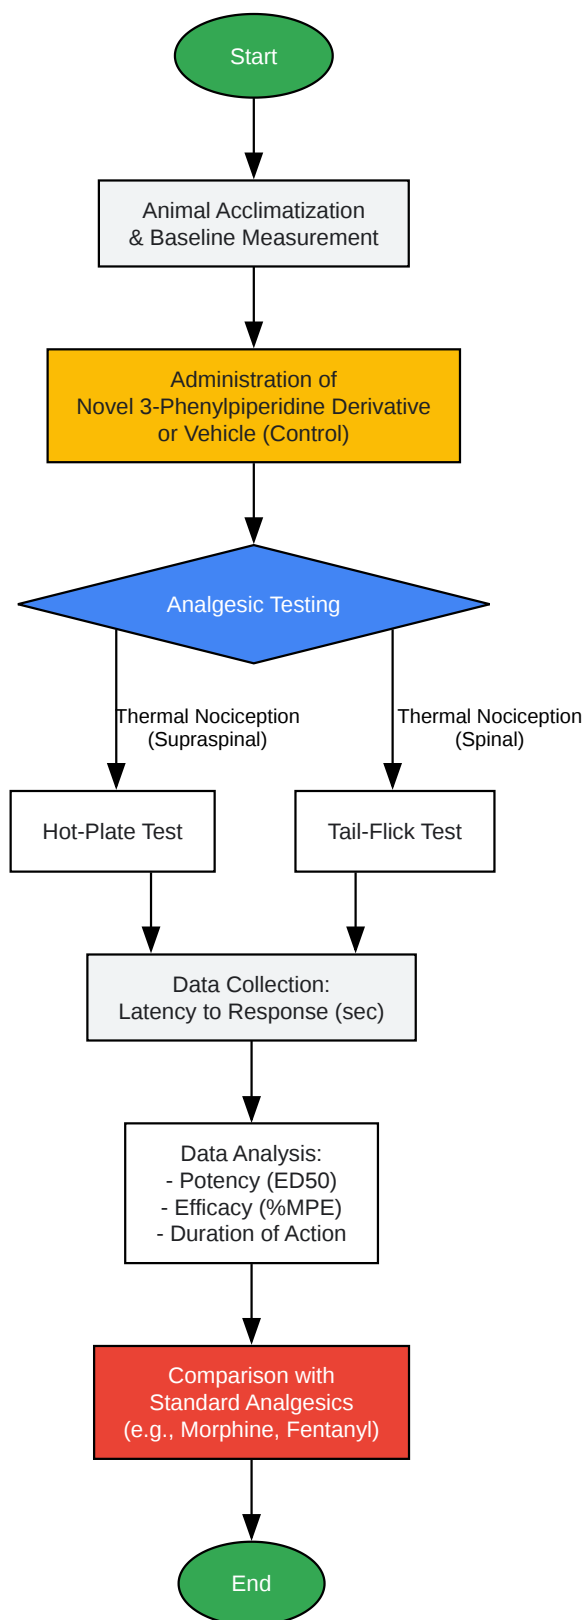 Start
Animal Acclimatization
& Baseline Measurement
Administration of
Novel 3-Phenylpiperidine Derivative
or Vehicle (Control)
Analgesic Testing
Thermal Nociception
(Supraspinal)
Thermal Nociception
(Spinal)
Hot-Plate Test
Tail-Flick Test
Data Collection:
Latency to Response (sec)
Data Analysis:
- Potency (ED50)
- Efficacy (%MPE)
- Duration of Action
Comparison with
Standard Analgesics
(e.g., Morphine, Fentanyl)
End